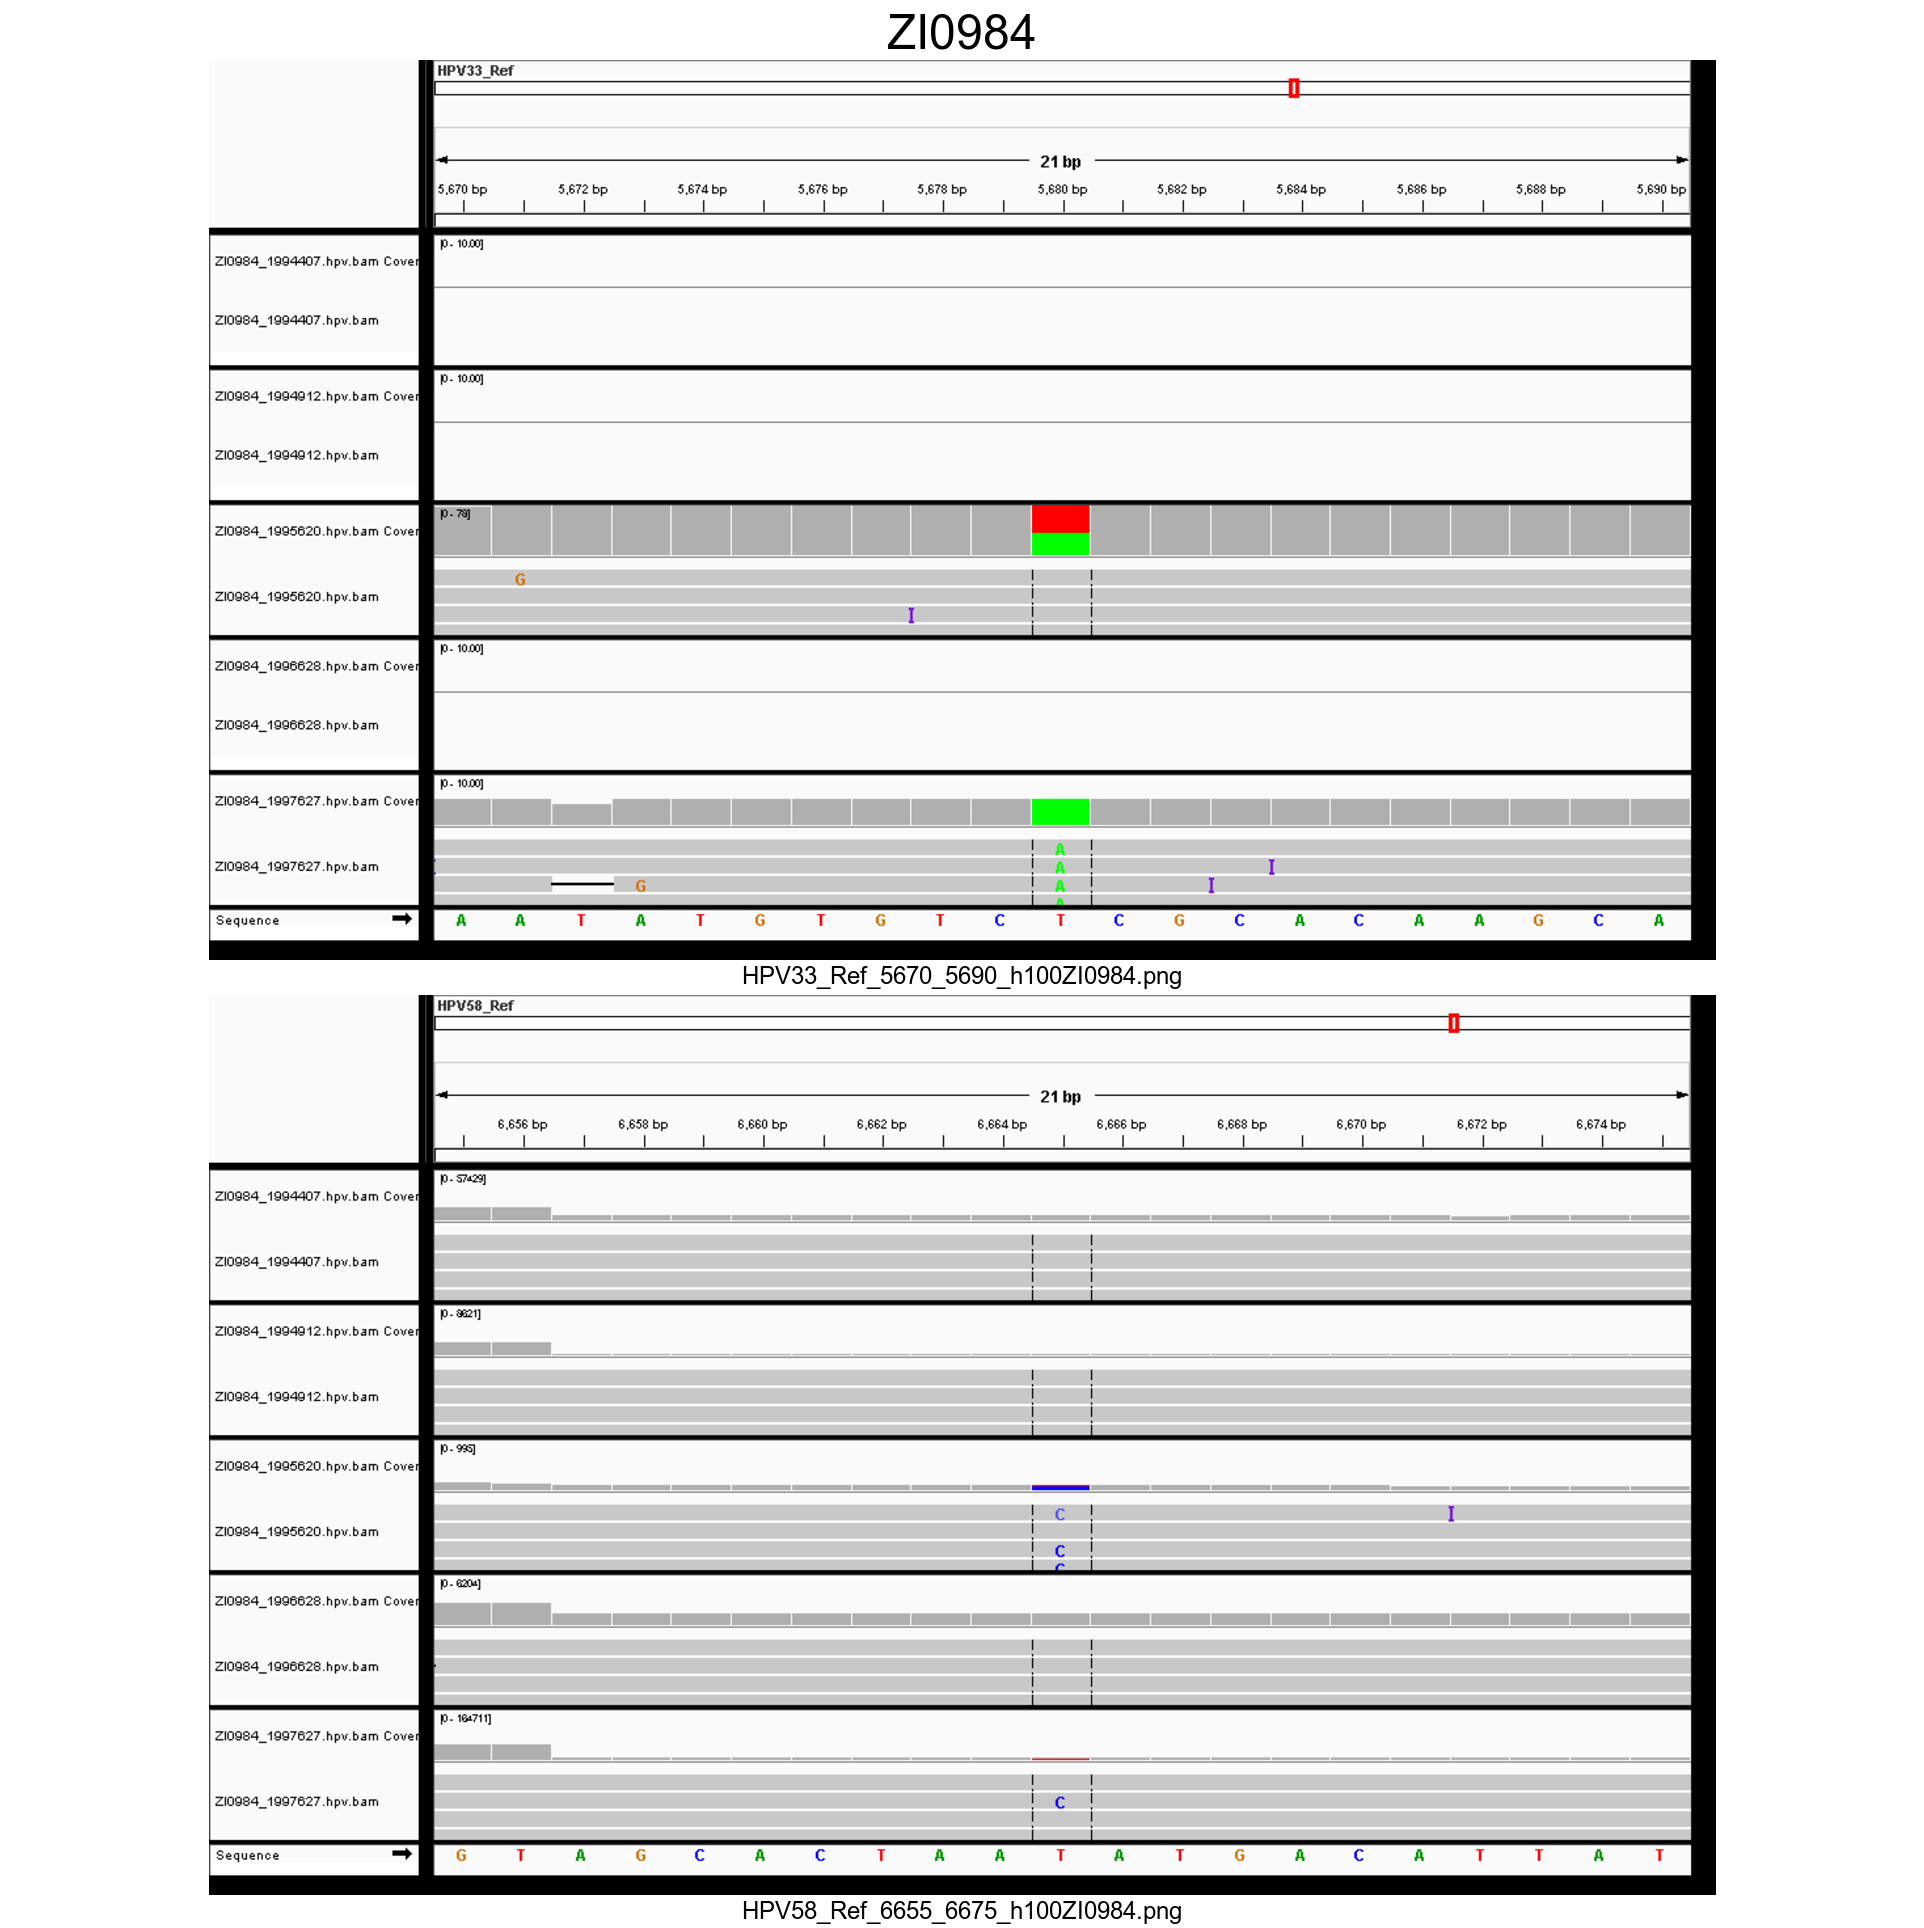 ZI0984
HPV33_Ref
21 bp
5,670 bp 5,672 bp 5,674 bp 5,676 bp 5,678 bp 5,680 bp 5,682 bp 5,684 bp 5,686 bp 5,688 bp 5,690 bp
[0 - 10.00]
ZI0984_1994407.hpv.bam Cover
ZI0984_1994407.hpv.bam
[0 - 10.00]
ZI0984_1994912.hpv.bam Cover
ZI0984_1994912.hpv.bam
[0 - 78]
ZI0984_1995620.hpv.bam Cover
G
ZI0984_1995620.hpv.bam
I
[0 - 10.00]
ZI0984_1996628.hpv.bam Cover
ZI0984_1996628.hpv.bam
[0 - 10.00]
ZI0984_1997627.hpv.bam Cover
A
ZI0984_1997627.hpv.bam A I
G A I
A
Sequence A A T A T G T G T C T C G C A C A A G C A
HPV33_Ref_5670_5690_h100ZI0984.png
HPV58_Ref
21 bp
6,656 bp 6,658 bp 6,660 bp 6,662 bp 6,664 bp 6,666 bp 6,668 bp 6,670 bp 6,672 bp 6,674 bp
[0 - 57429]
ZI0984_1994407.hpv.bam Cover
ZI0984_1994407.hpv.bam
[0 - 8621]
ZI0984_1994912.hpv.bam Cover
ZI0984_1994912.hpv.bam
[0 - 995]
ZI0984_1995620.hpv.bam Cover
C I
ZI0984_1995620.hpv.bam
C
C
[0 - 6204]
ZI0984_1996628.hpv.bam Cover
ZI0984_1996628.hpv.bam
[0 - 164711]
ZI0984_1997627.hpv.bam Cover
ZI0984_1997627.hpv.bam C
Sequence G T A G C A C T A A T A T G A C A T T A T
HPV58_Ref_6655_6675_h100ZI0984.png